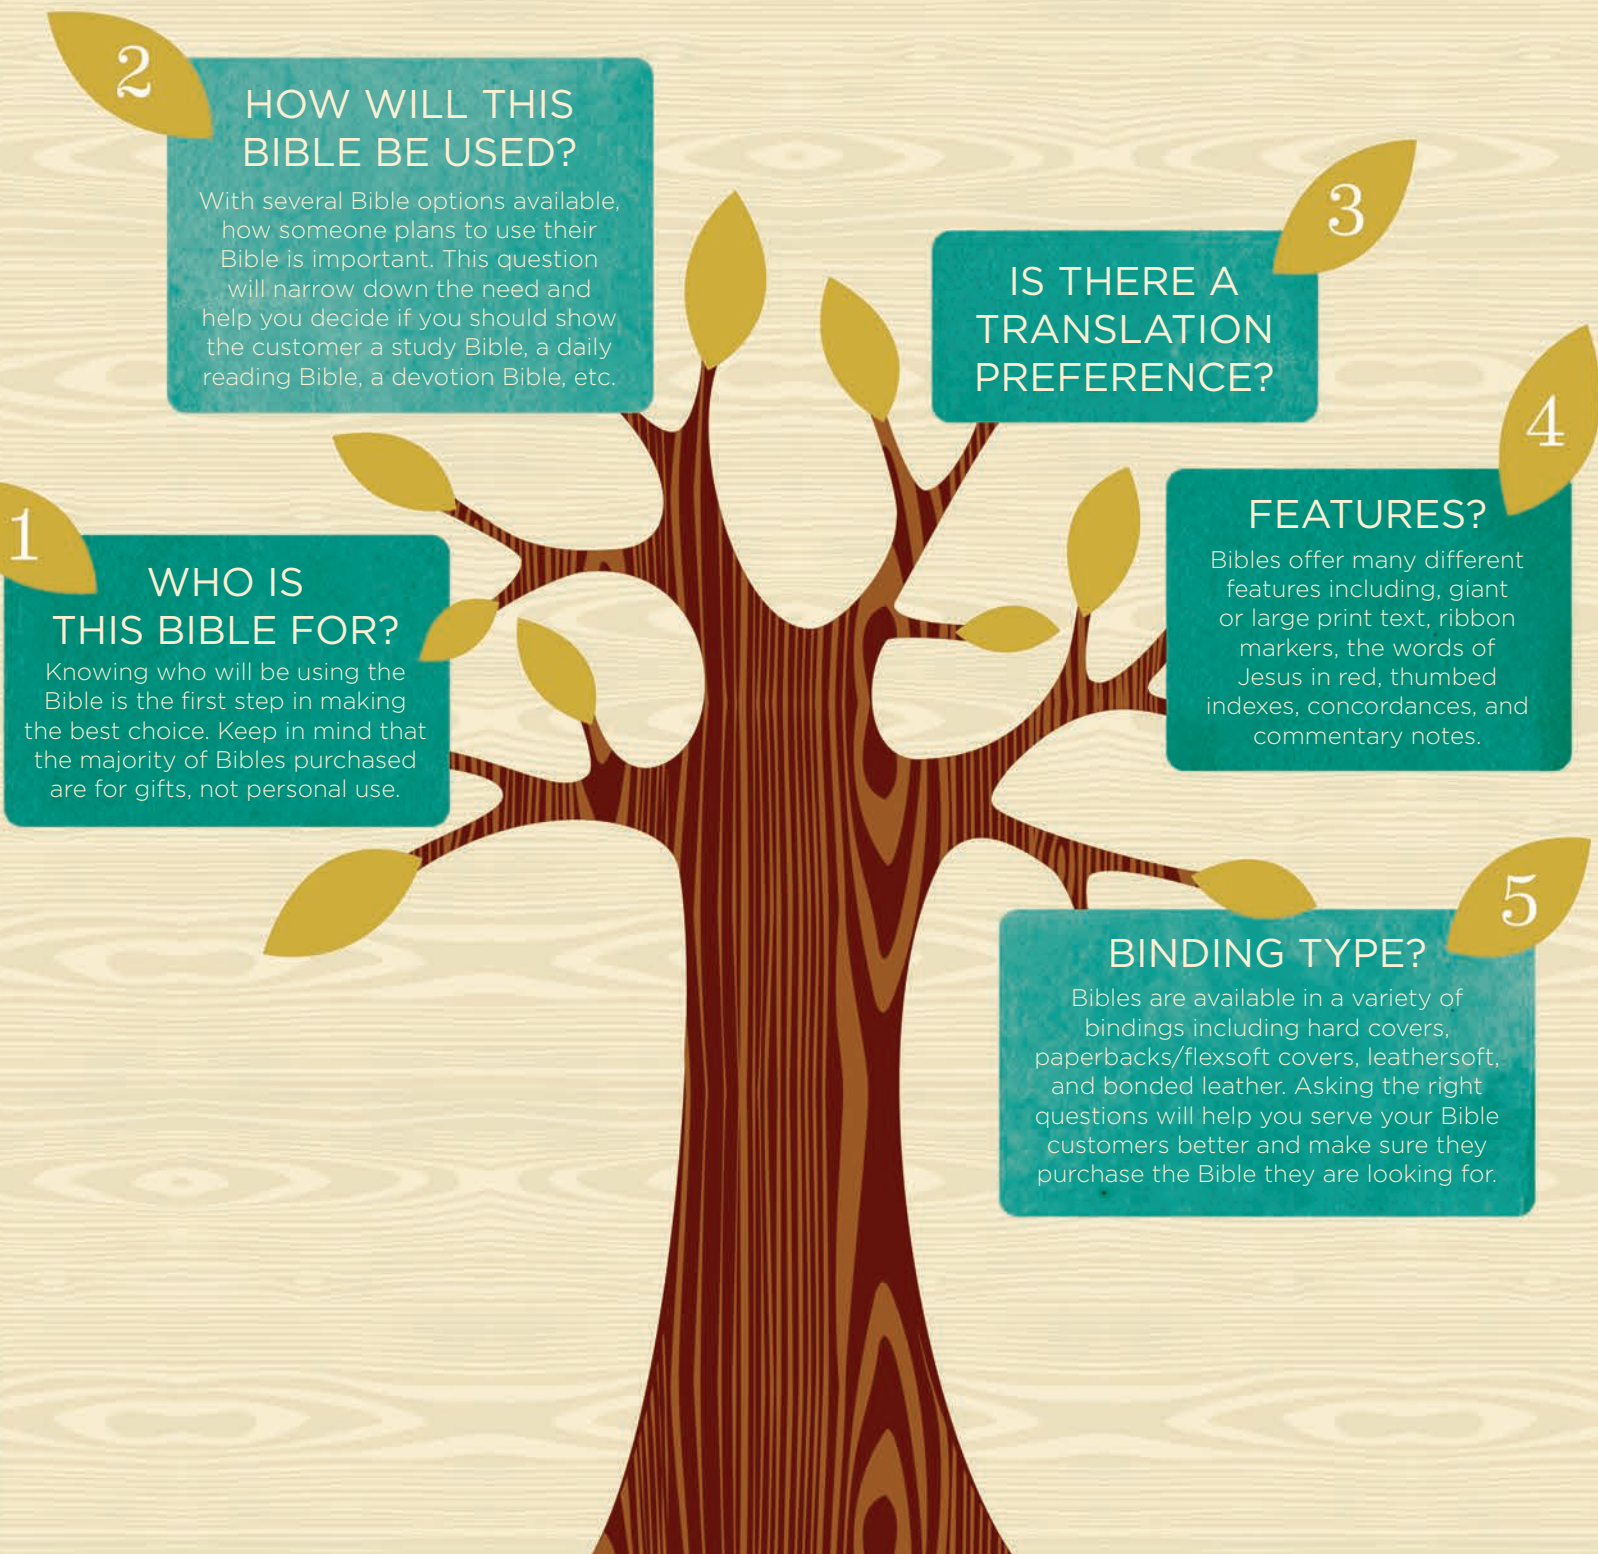 1
WHO IS
THIS BIBLE FOR?
Knowing who will be using the
Bible is the first step in making
the best choice. Keep in mind that
the majority of Bibles purchased
are for gifts, not personal use.
2
HOW WILL THIS
BIBLE BE USED?
With several Bible options available,
how someone plans to use their
Bible is important. This question
will narrow down the need and
help you decide if you should show
the customer a study Bible, a daily
reading Bible, a devotion Bible, etc.
3
IS THERE A
TRANSLATION
PREFERENCE?
4
FEATURES?
Bibles offer many different
features including, giant
or large print text, ribbon
markers, the words of
Jesus in red, thumbed
indexes, concordances, and
commentary notes.
5
BINDING TYPE?
Bibles are available in a variety of
bindings including hard covers,
paperbacks/flexsoft covers, leathersoft,
and bonded leather. Asking the right
questions will help you serve your Bible
customers better and make sure they
purchase the Bible they are looking for.